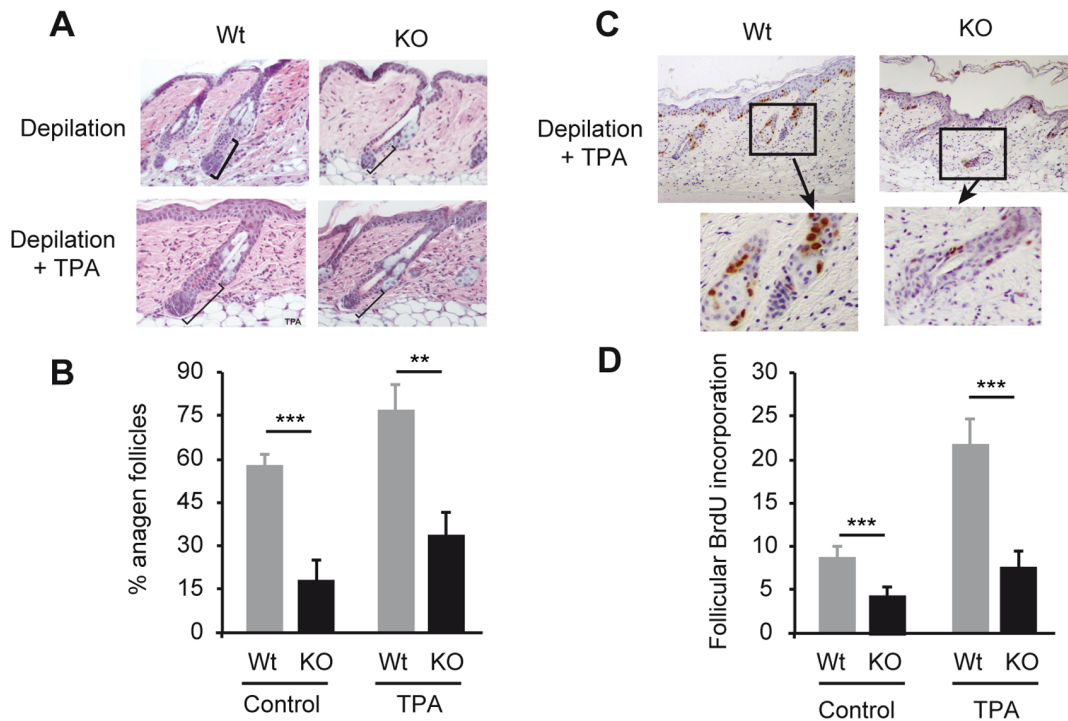 A
Wt
KO
Depilation
Depilation
+ TPA
TPA
B
% anagen follicles
90
75
60
45
30
15
0
***
**
Wt
KO
Wt
KO
Control
TPA
C
Wt
KO
Depilation
+ TPA
D
Follicular BrdU incorporation
30
25
20
15
10
5
0
***
***
Wt
KO
Wt
KO
Control
TPA